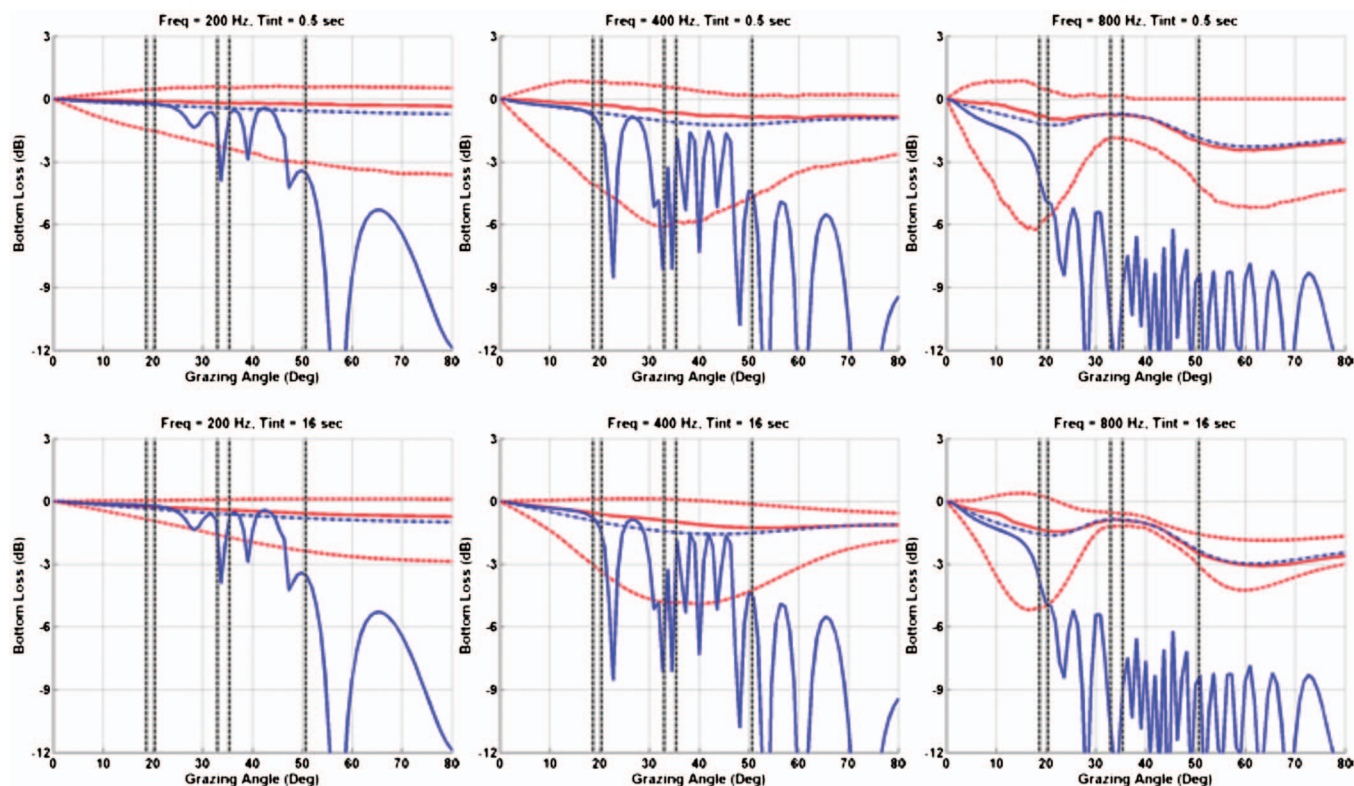 Freq = 200 Hz, Tint = 0.5 sec
3
0
-3
-6
-9
-12
Bottom Loss (dB)
0 10 20 30 40 50 60 70 80
Grazing Angle (Deg)
Freq = 400 Hz, Tint = 0.5 sec
3
0
-3
-6
-9
-12
Bottom Loss (dB)
0 10 20 30 40 50 60 70 80
Grazing Angle (Deg)
Freq = 800 Hz, Tint = 0.5 sec
3
0
-3
-6
-9
-12
Bottom Loss (dB)
0 10 20 30 40 50 60 70 80
Grazing Angle (Deg)
Freq = 200 Hz, Tint = 16 sec
3
0
-3
-6
-9
-12
Bottom Loss (dB)
0 10 20 30 40 50 60 70 80
Grazing Angle (Deg)
Freq = 400 Hz, Tint = 16 sec
3
0
-3
-6
-9
-12
Bottom Loss (dB)
0 10 20 30 40 50 60 70 80
Grazing Angle (Deg)
Freq = 800 Hz, Tint = 16 sec
3
0
-3
-6
-9
-12
Bottom Loss (dB)
0 10 20 30 40 50 60 70 80
Grazing Angle (Deg)